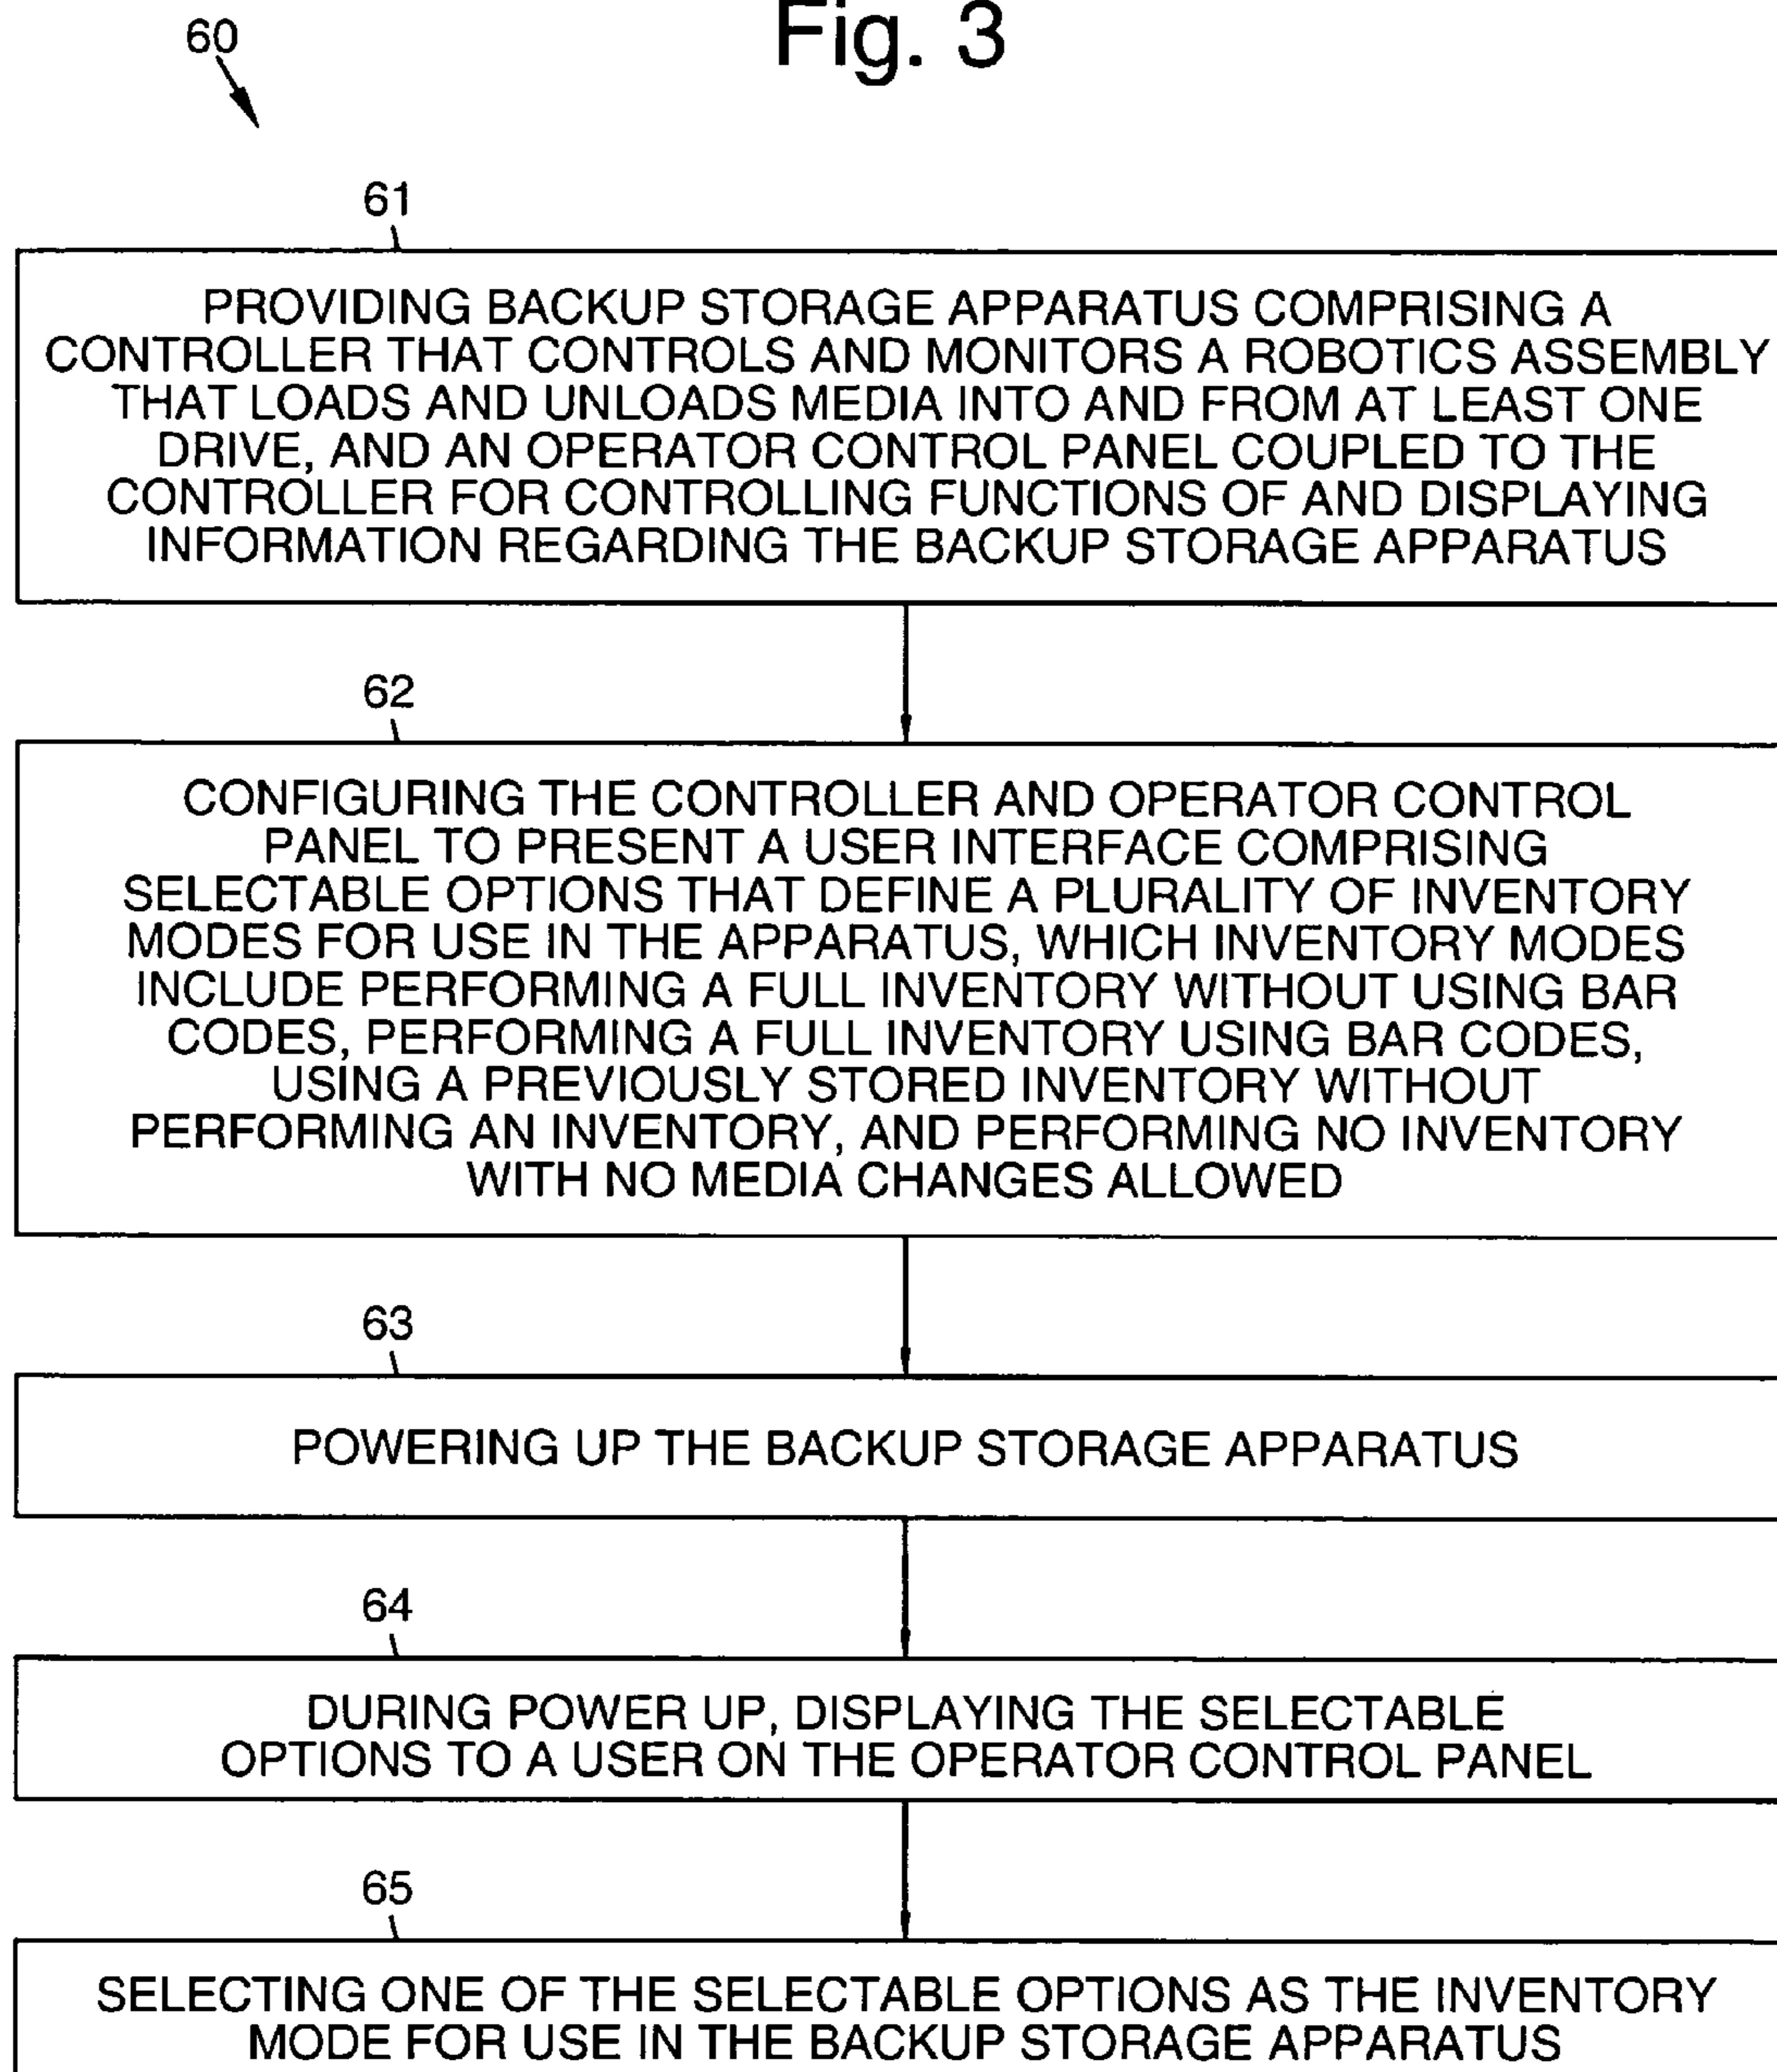 Fig. 3
60
61
PROVIDING BACKUP STORAGE APPARATUS COMPRISING A
CONTROLLER THAT CONTROLS AND MONITORS A ROBOTICS ASSEMBLY
THAT LOADS AND UNLOADS MEDIA INTO AND FROM AT LEAST ONE
DRIVE, AND AN OPERATOR CONTROL PANEL COUPLED TO THE
CONTROLLER FOR CONTROLLING FUNCTIONS OF AND DISPLAYING
INFORMATION REGARDING THE BACKUP STORAGE APPARATUS
62
CONFIGURING THE CONTROLLER AND OPERATOR CONTROL
PANEL TO PRESENT A USER INTERFACE COMPRISING
SELECTABLE OPTIONS THAT DEFINE A PLURALITY OF INVENTORY
MODES FOR USE IN THE APPARATUS, WHICH INVENTORY MODES
INCLUDE PERFORMING A FULL INVENTORY WITHOUT USING BAR
CODES, PERFORMING A FULL INVENTORY USING BAR CODES,
USING A PREVIOUSLY STORED INVENTORY WITHOUT
PERFORMING AN INVENTORY, AND PERFORMING NO INVENTORY
WITH NO MEDIA CHANGES ALLOWED
63
POWERING UP THE BACKUP STORAGE APPARATUS
64
DURING POWER UP, DISPLAYING THE SELECTABLE
OPTIONS TO A USER ON THE OPERATOR CONTROL PANEL
65
SELECTING ONE OF THE SELECTABLE OPTIONS AS THE INVENTORY
MODE FOR USE IN THE BACKUP STORAGE APPARATUS